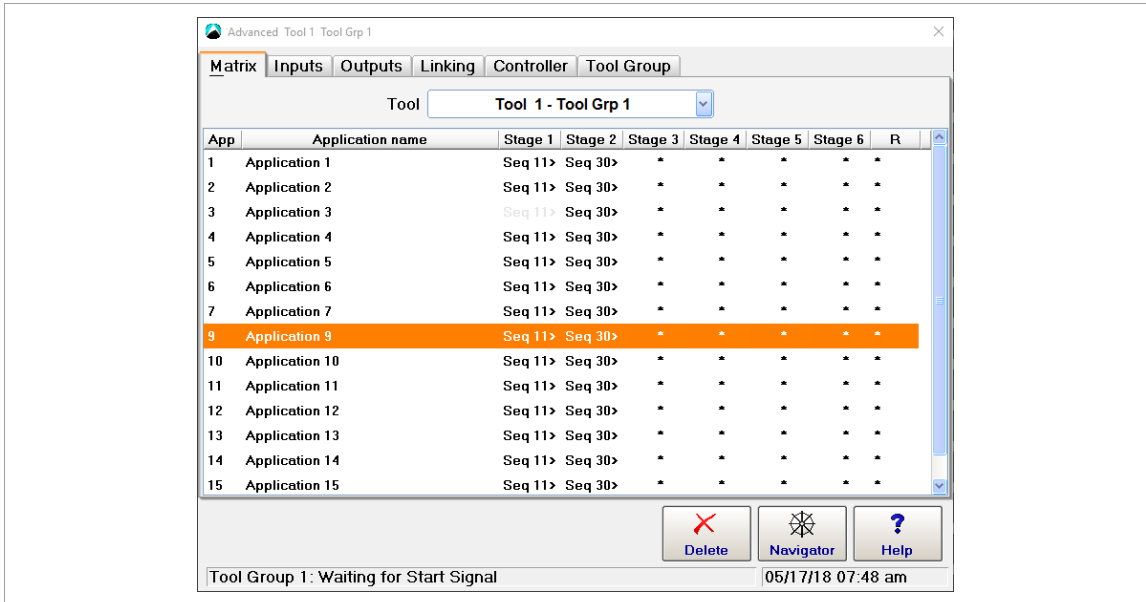 Advanced Tool 1 Tool Grp 1
Matrix Inputs Outputs Linking Controller Tool Group
Tool Tool 1 - Tool Grp 1
App Application name Stage 1 Stage 2 Stage 3 Stage 4 Stage 5 Stage 6 R
1 Application 1 Seq 11> Seq 30> * * * * *
2 Application 2 Seq 11> Seq 30> * * * * *
3 Application 3 Seq 11> Seq 30> * * * * *
4 Application 4 Seq 11> Seq 30> * * * * *
5 Application 5 Seq 11> Seq 30> * * * * *
6 Application 6 Seq 11> Seq 30> * * * * *
7 Application 7 Seq 11> Seq 30> * * * * *
9 Application 9 Seq 11> Seq 30> * * * * *
10 Application 10 Seq 11> Seq 30> * * * * *
11 Application 11 Seq 11> Seq 30> * * * * *
12 Application 12 Seq 11> Seq 30> * * * * *
13 Application 13 Seq 11> Seq 30> * * * * *
14 Application 14 Seq 11> Seq 30> * * * * *
15 Application 15 Seq 11> Seq 30> * * * * *
Delete Navigator Help
Tool Group 1: Waiting for Start Signal 05/17/18 07:48 am